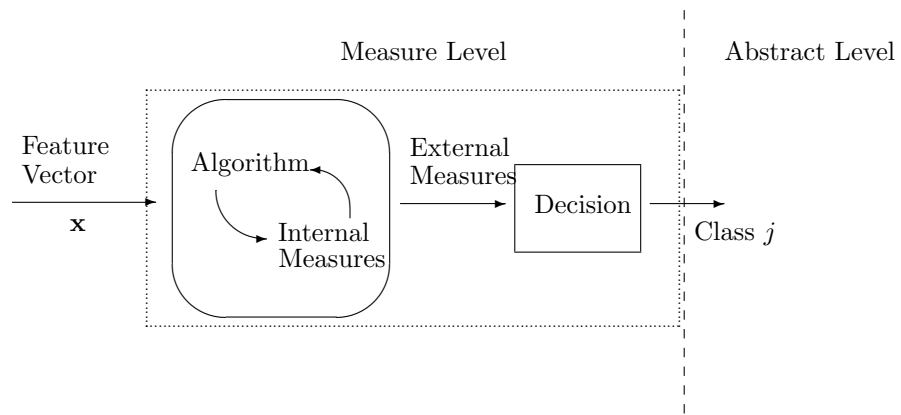 Measure Level
Abstract Level
Feature
Vector
x
Algorithm
Internal
Measures
External
Measures
Decision
Class j